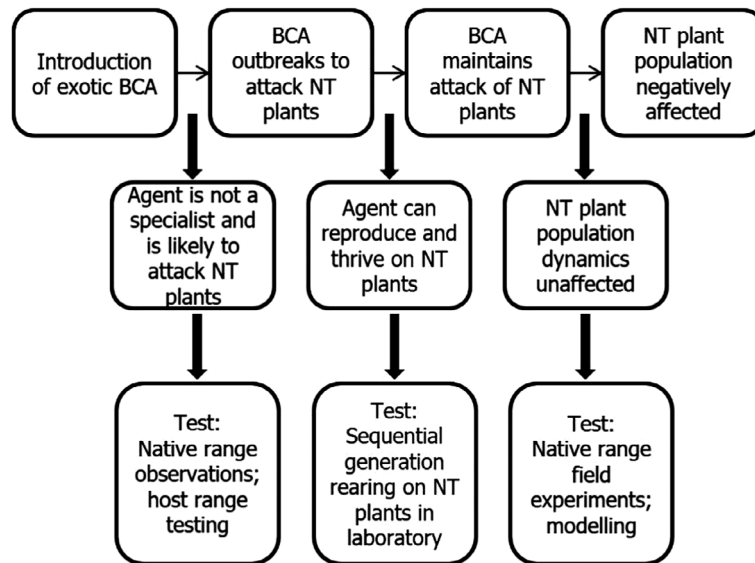 Introduction
of exotic BCA
BCA
outbreaks to
attack NT
plants
BCA
maintains
attack of NT
plants
NT plant
population
negatively
affected
Agent is not a
specialist and
is likely to
attack NT
plants
Agent can
reproduce and
thrive on NT
plants
NT plant
population
dynamics
unaffected
Test:
Native range
observations;
host range
testing
Test:
Sequential
generation
rearing on NT
plants in
laboratory
Test:
Native range
field
experiments;
modelling